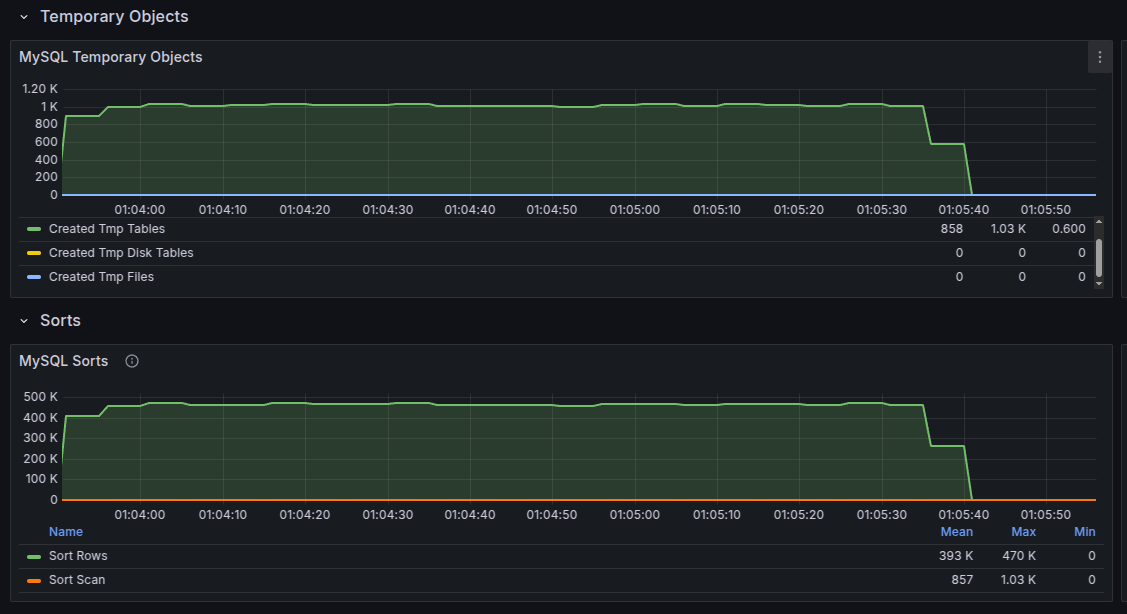 Temporary Objects
MySQL Temporary Objects
1.20 K
1 K
800
600
400
200
0
01:04:00 01:04:10 01:04:20 01:04:30 01:04:40 01:04:50 01:05:00 01:05:10 01:05:20 01:05:30 01:05:40 01:05:50
Created Tmp Tables 858 1.03 K 0.600
Created Tmp Disk Tables 0 0 0
Created Tmp Files 0 0 0
Sorts
MySQL Sorts
500 K
400 K
300 K
200 K
100 K
0
01:04:00 01:04:10 01:04:20 01:04:30 01:04:40 01:04:50 01:05:00 01:05:10 01:05:20 01:05:30 01:05:40 01:05:50
Name Mean Max Min
Sort Rows 393 K 470 K 0
Sort Scan 857 1.03 K 0